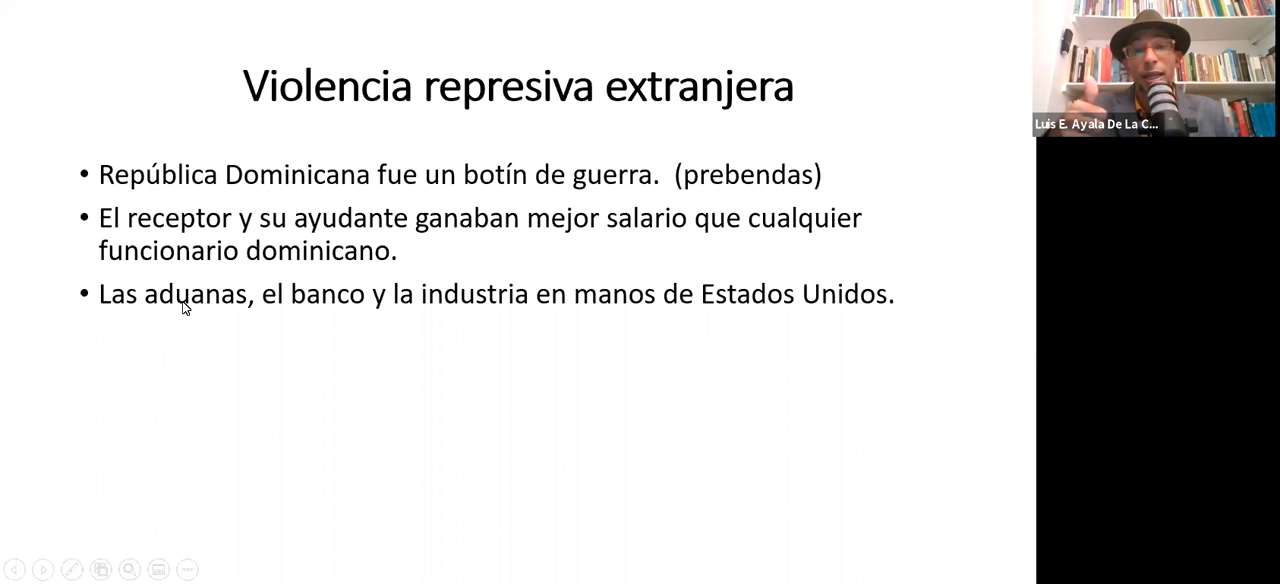 Violencia represiva extranjera
• República Dominicana fue un botín de guerra.  (prebendas)
• El receptor y su ayudante ganaban mejor salario que cualquier
funcionario dominicano.
• Las aduanas, el banco y la industria en manos de Estados Unidos.
Luis E. Ayala De La C...